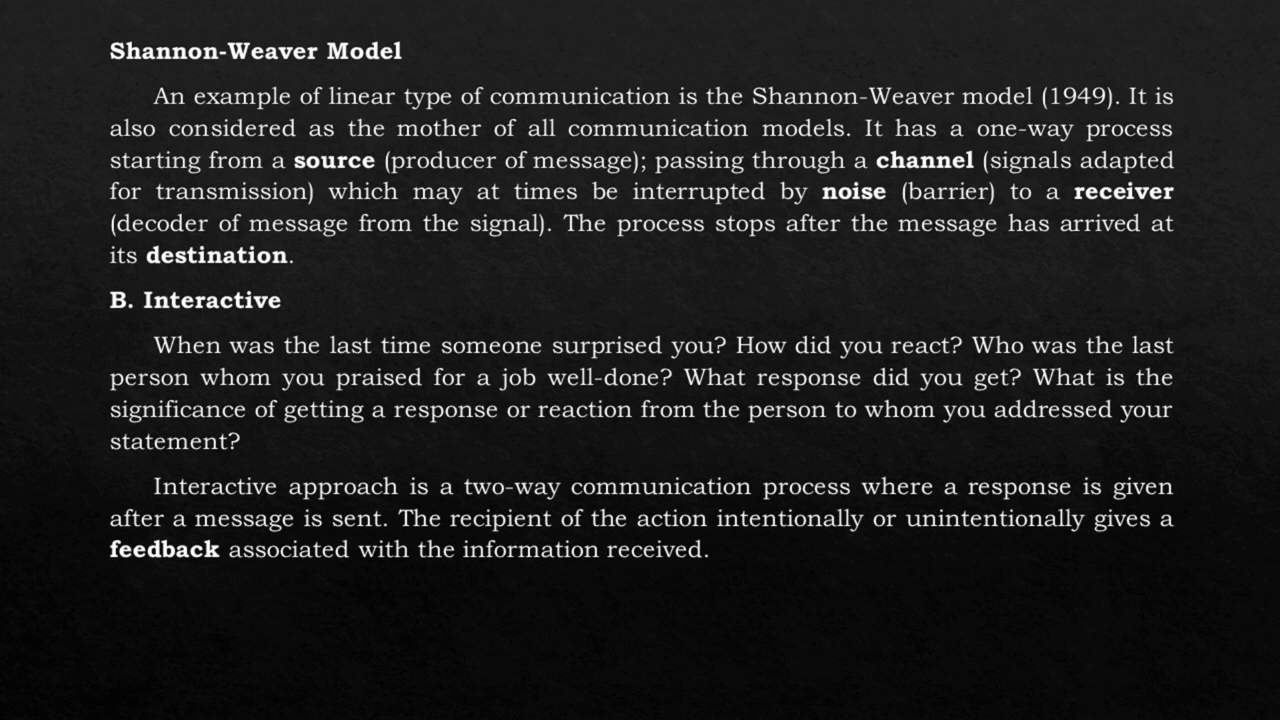 Shannon-Weaver Model
An example of linear type of communication is the Shannon-Weaver model (1949). It is
also considered as the mother of all communication models. It has a one-way process
starting from a source (producer of message); passing through a channel (signals adapted
for transmission) which may at times be interrupted by noise (barrier) to a receiver
(decoder of message from the signal). The process stops after the message has arrived at
its destination.
B. Interactive
When was the last time someone surprised you? How did you react? Who was the last
person whom you praised for a job well-done? What response did you get? What is the
significance of getting a response or reaction from the person to whom you addressed your
statement?
Interactive approach is a two-way communication process where a response is given
after a message is sent. The recipient of the action intentionally or unintentionally gives a
feedback associated with the information received.